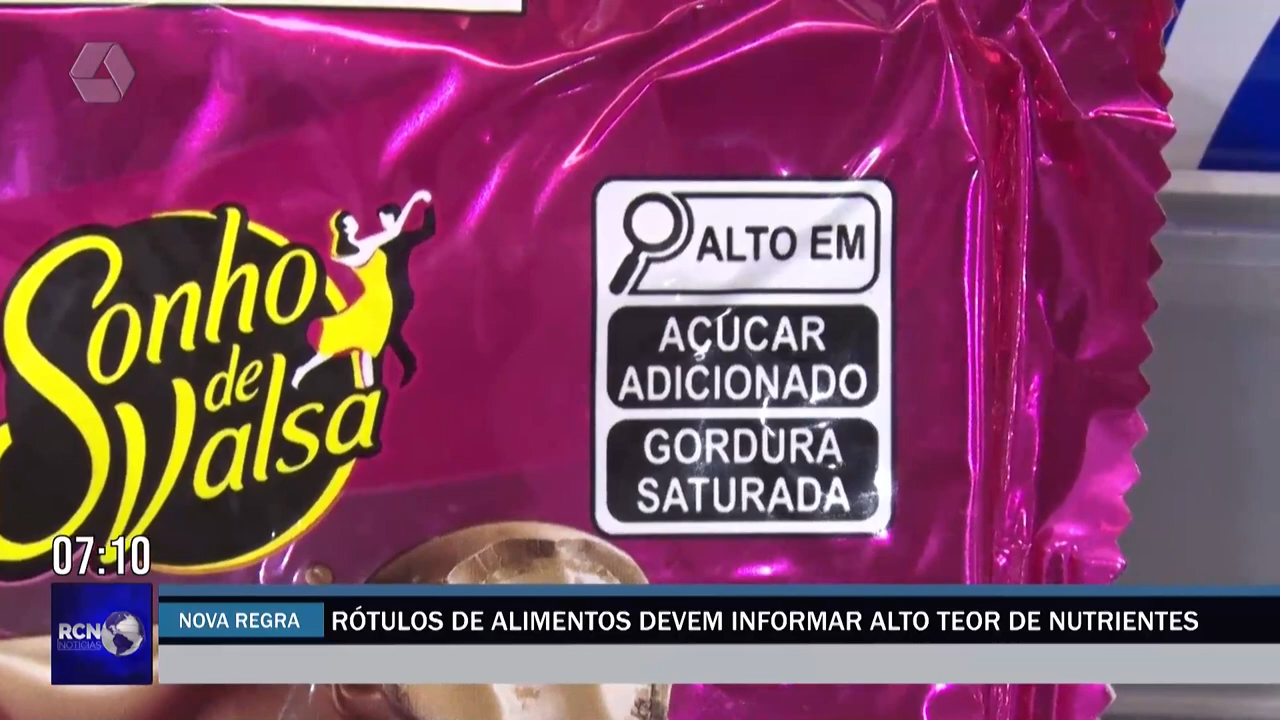 Sonho
de
Valsa
ALTO EM
AÇÚCAR
ADICIONADO
GORDURA
SATURADA
07:10
RCN
NOTÍCIAS
NOVA REGRA
RÓTULOS DE ALIMENTOS DEVEM INFORMAR ALTO TEOR DE NUTRIENTES